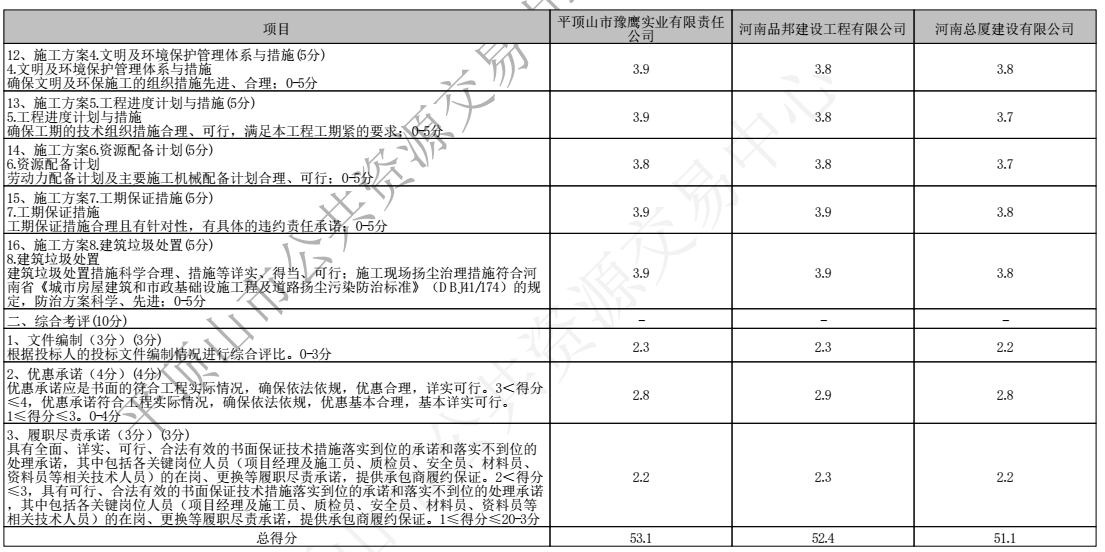 项目 平顶山市豫鹰实业有限责任公司 河南品邦建设工程有限公司 河南总厦建设有限公司
12、施工方案4.文明及环境保护管理体系与措施(5分)
4.文明及环境保护管理体系与措施 3.9 3.8 3.8
确保文明及环保施工的组织措施先进、合理；0-5分
13、施工方案5.工程进度计划与措施(5分)
5.工程进度计划与措施 3.9 3.8 3.7
确保工期的技术组织措施合理、可行，满足本工程工期紧的要求；0-5分
14、施工方案6.资源配备计划(5分)
6.资源配备计划 3.8 3.8 3.7
劳动力配备计划及主要施工机械配备计划合理、可行；0-5分
15、施工方案7.工期保证措施(5分)
7.工期保证措施 3.9 3.9 3.8
工期保证措施合理且有针对性，有具体的违约责任承诺；0-5分
16、施工方案8.建筑垃圾处置(5分)
8.建筑垃圾处置
建筑垃圾处置措施科学合理、措施等详实、得当、可行；施工现场扬尘治理措施符合河 3.9 3.9 3.8
南省《城市房屋建筑和市政基础设施工程及道路扬尘污染防治标准》（DBJ41/174）的规
定，防治方案科学、先进；0-5分
二、综合考评(10分) - - -
1、文件编制（3分）(3分)
根据投标人的投标文件编制情况进行综合评比。0-3分 2.3 2.3 2.2
2、优惠承诺（4分）(4分)
优惠承诺应是书面的符合工程实际情况，确保依法依规，优惠合理，详实可行。3＜得分 2.8 2.9 2.8
≤4，优惠承诺符合工程实际情况，确保依法依规，优惠基本合理，基本详实可行。
1≤得分≤3。0-4分
3、履职尽责承诺（3分）(3分)
具有全面、详实、可行、合法有效的书面保证技术措施落实到位的承诺和落实不到位的
处理承诺，其中包括各关键岗位人员（项目经理及施工员、质检员、安全员、材料员、
资料员等相关技术人员）的在岗、更换等履职尽责承诺，提供承包商履约保证。2＜得分 2.2 2.3 2.2
≤3，具有可行、合法有效的书面保证技术措施落实到位的承诺和落实不到位的处理承诺
，其中包括各关键岗位人员（项目经理及施工员、质检员、安全员、材料员、资料员等
相关技术人员）的在岗、更换等履职尽责承诺，提供承包商履约保证。1≤得分≤20-3分
总得分 53.1 52.4 51.1
平顶山市公共资源交易
公共资源交易中心